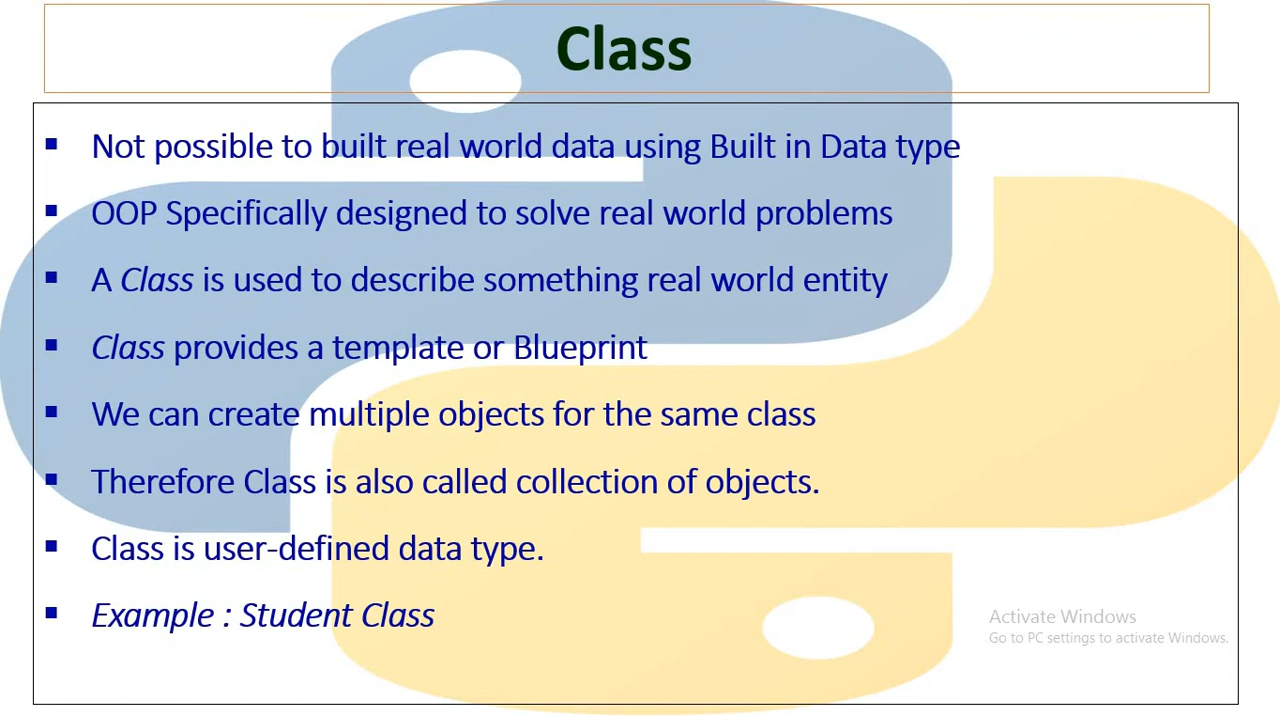 Class
▪ Not possible to built real world data using Built in Data type
▪ OOP Specifically designed to solve real world problems
▪ A Class is used to describe something real world entity
▪ Class provides a template or Blueprint
▪ We can create multiple objects for the same class
▪ Therefore Class is also called collection of objects.
▪ Class is user-defined data type.
▪ Example : Student Class
Activate Windows
Go to PC settings to activate Windows.